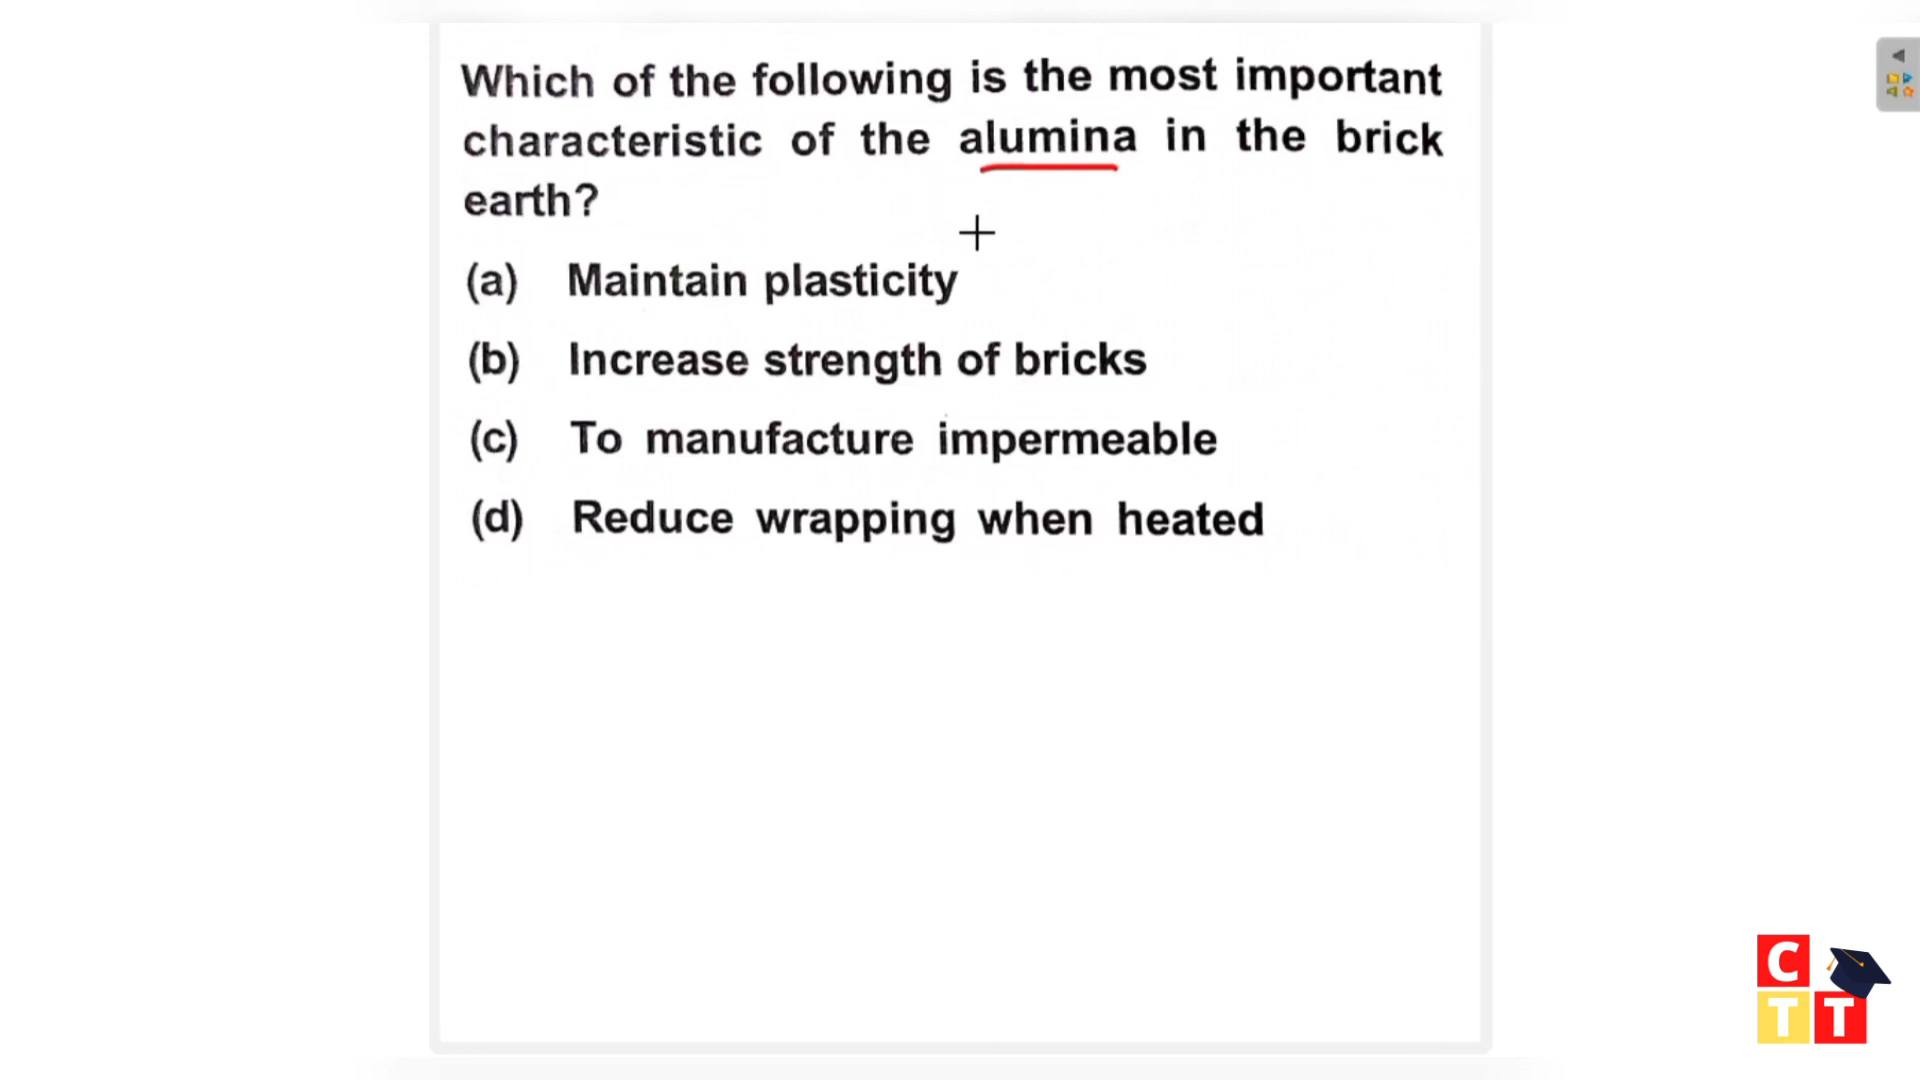 Which of the following is the most important
characteristic of the alumina in the brick
earth?
(a) Maintain plasticity
(b) Increase strength of bricks
(c) To manufacture impermeable
(d) Reduce wrapping when heated
C
T T